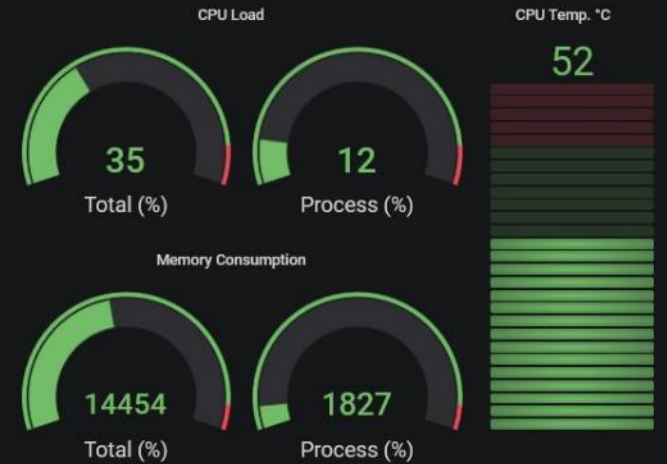 CPU Load
CPU Temp. °C
52
35
12
Total (%)
Process (%)
Memory Consumption
14454
1827
Total (%)
Process (%)